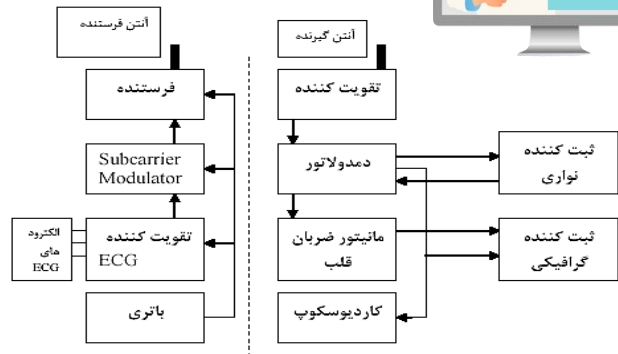 آنتن فرستنده
آنتن گیرنده
فرستنده
تقویت کننده
Subcarrier
Modulator
دمدولاتور
ثبت کننده
نواری
الکترود
های
ECG
تقویت کننده
ECG
مانیتور ضربان
قلب
ثبت کننده
گرافیکی
باتری
کاردیوسکوپ